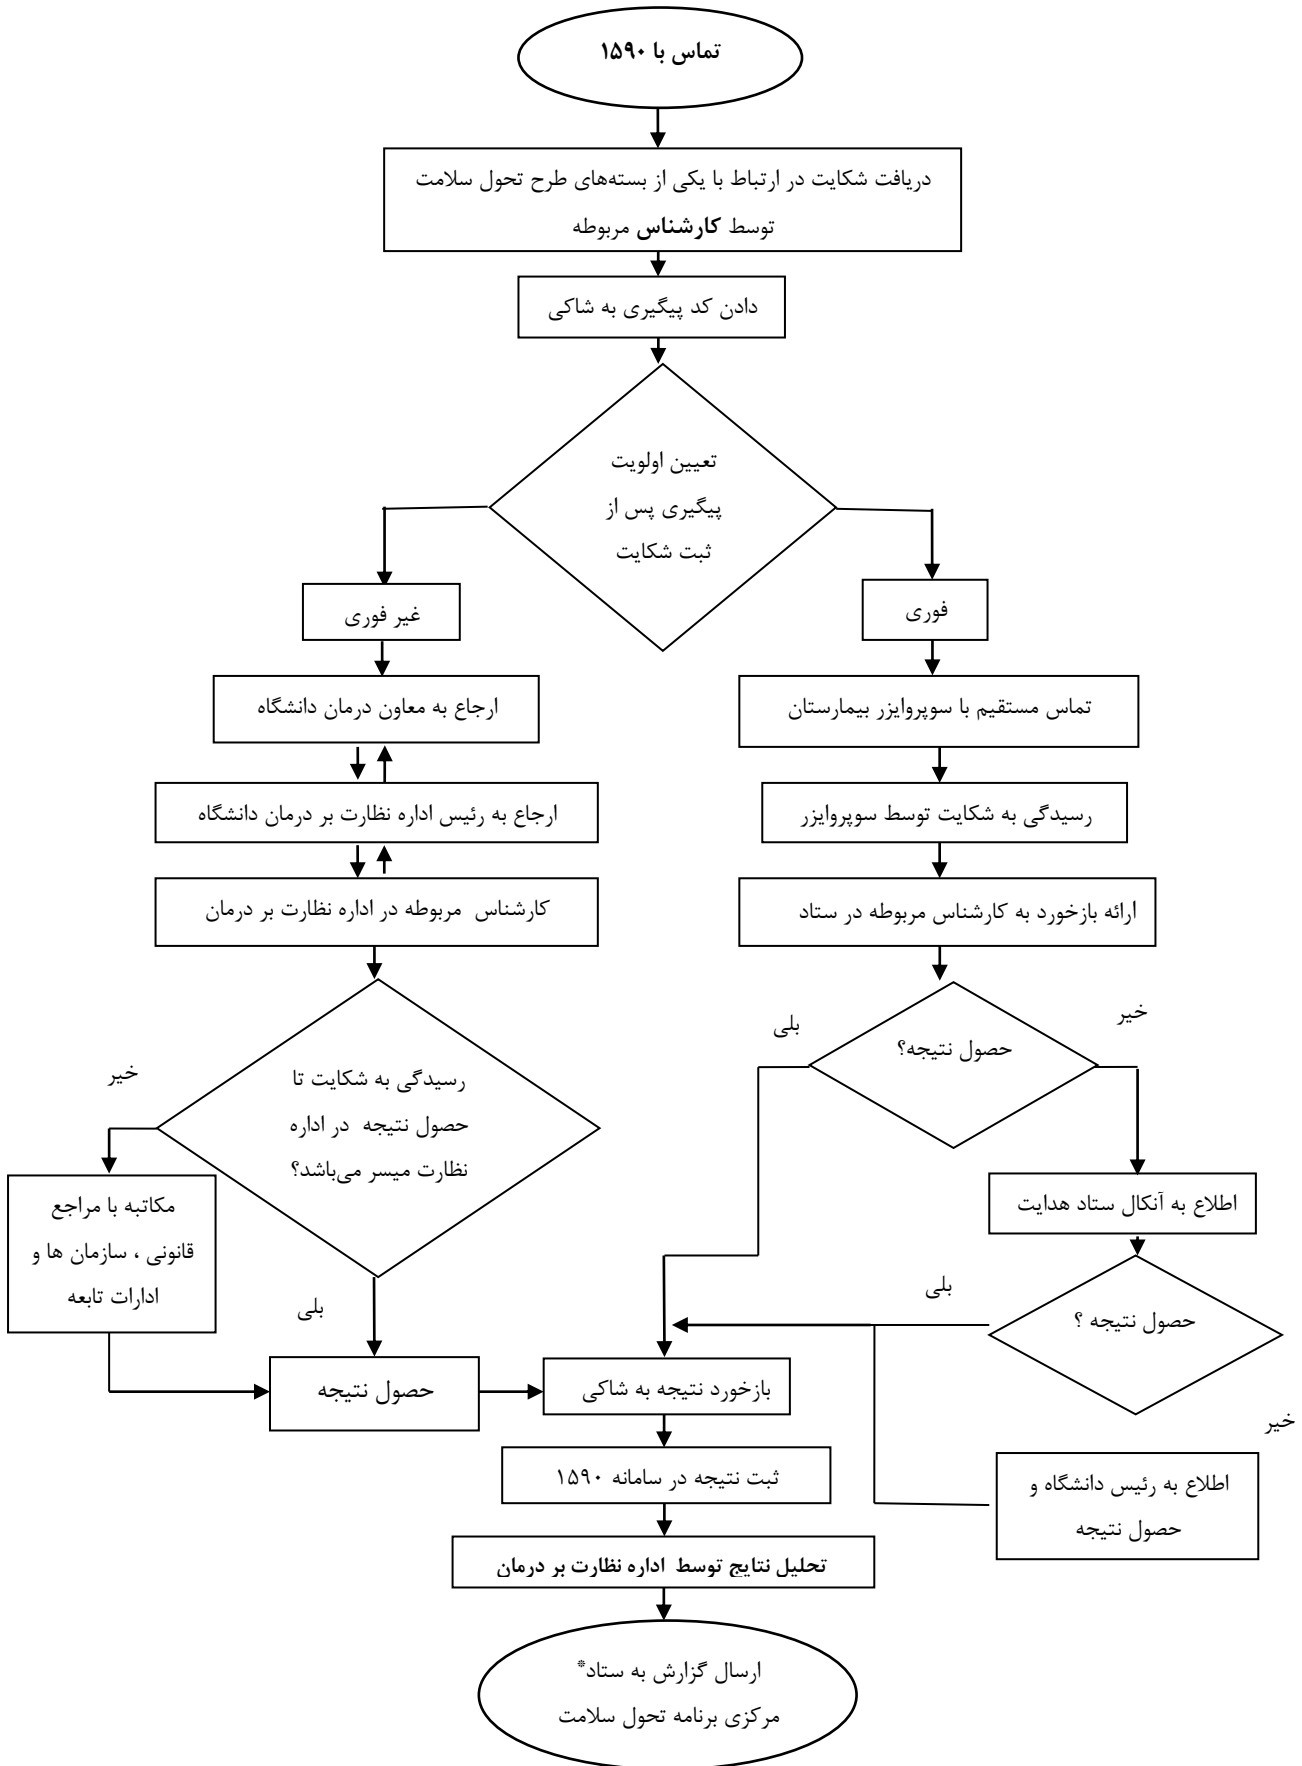 تماس با ۱۵۹۰
دریافت شکایت در ارتباط با یکی از بسته‌های طرح تحول سلامت
توسط کارشناس مربوطه
دادن کد پیگیری به شاکی
تعیین اولویت
پیگیری پس از
ثبت شکایت
فوری
غیر فوری
تماس مستقیم با سوپروایزر بیمارستان
ارجاع به معاون درمان دانشگاه
رسیدگی به شکایت توسط سوپروایزر
ارجاع به رئیس اداره نظارت بر درمان دانشگاه
ارائه بازخورد به کارشناس مربوطه در ستاد
کارشناس مربوطه در اداره نظارت بر درمان
خیر
بلی
حصول نتیجه؟
رسیدگی به شکایت تا
حصول نتیجه در اداره
نظارت میسر می‌باشد؟
خیر
اطلاع به آنکال ستاد هدایت
مکاتبه با مراجع
قانونی ، سازمان ها و
ادارات تابعه
بلی
حصول نتیجه ؟
بلی
خیر
بازخورد نتیجه به شاکی
حصول نتیجه
ثبت نتیجه در سامانه ۱۵۹۰
اطلاع به رئیس دانشگاه و
حصول نتیجه
تحلیل نتایج توسط اداره نظارت بر درمان
ارسال گزارش به ستاد*
مرکزی برنامه تحول سلامت